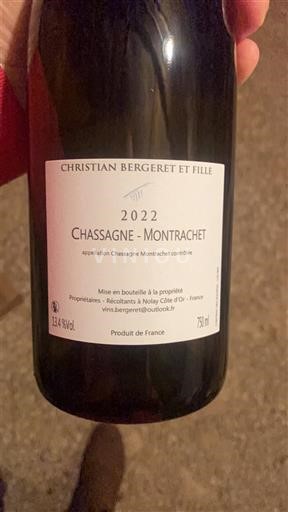 CHRISTIAN BERGERET ET FILLE
2022
CHASSAGNE - MONTRACHET
appellation Chassagne Montrachet contrôlée
Mise en bouteille à la propriété
Propriétaires - Récoltants à Nolay Côte d'Or - France
vins.bergeret@outlook.fr
13.4 %Vol.
750 ml
Produit de France